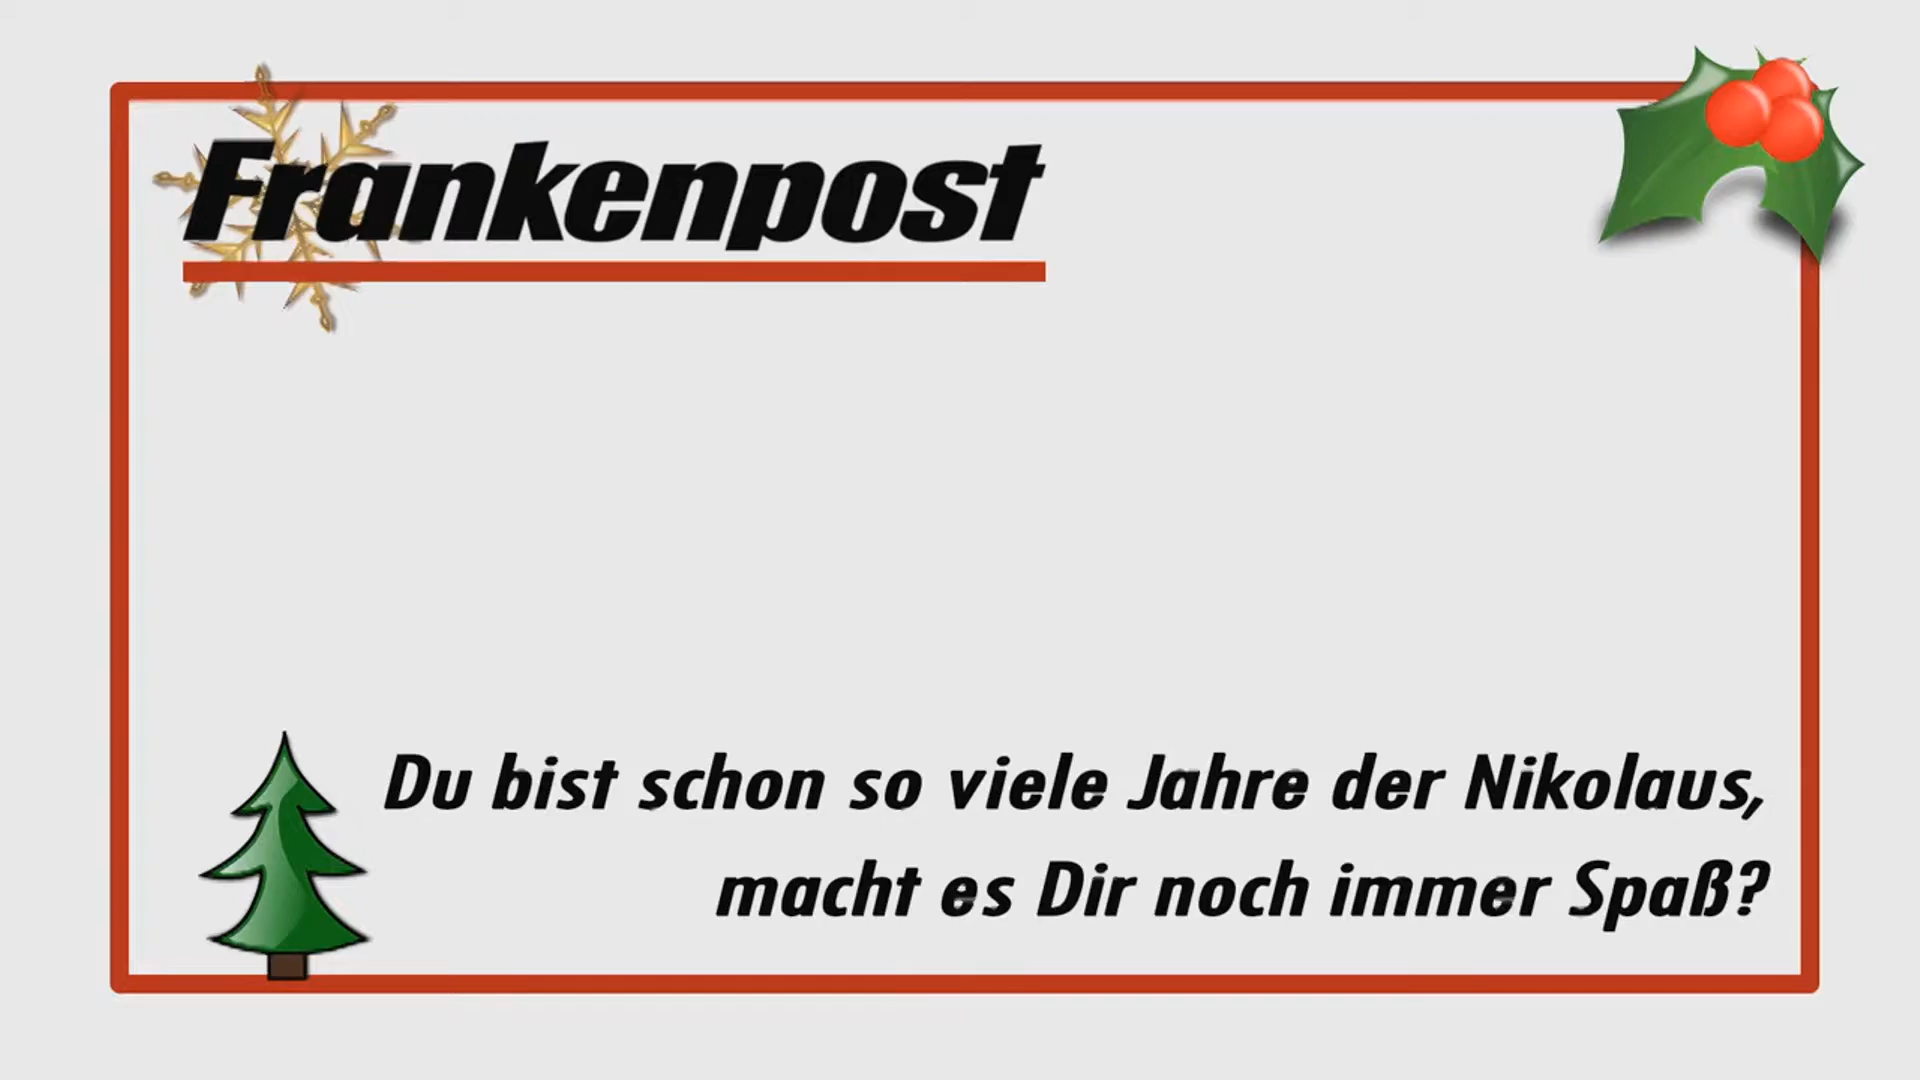 Frankenpost
Du bist schon so viele Jahre der Nikolaus,
macht es Dir noch immer Spaß?